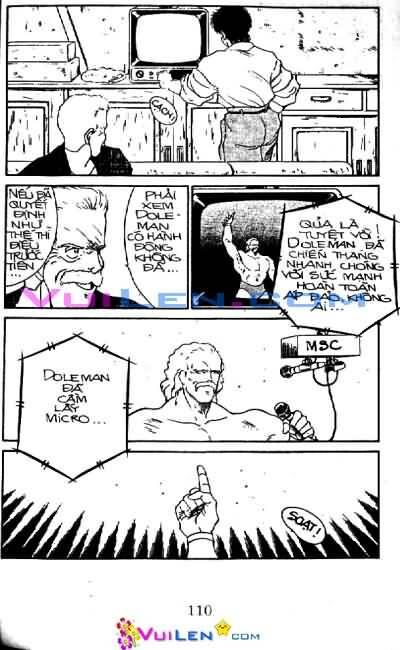 CẠCH!
NẾU ĐÃ
QUYẾT
ĐỊNH
NHƯ
THẾ THÌ
ĐIỀU
TRƯỚC
TIÊN...
PHẢI
XEM
DOLE-
MAN
CÓ HÀNH
ĐỘNG
KHÔNG
ĐÃ...
QUẢ LÀ
TUYỆT VỜI!
DOLEMAN ĐÃ
CHIẾN THẮNG
NHANH CHÓNG
VỚI SỨC MẠNH
HOÀN TOÀN
ÁP ĐẢO KHÔNG
AI...
VUILEN.COM
MSC
DOLEMAN
ĐÃ
CẦM
LẤY
MICRO...
SOẠT!
110
VUILEN.COM